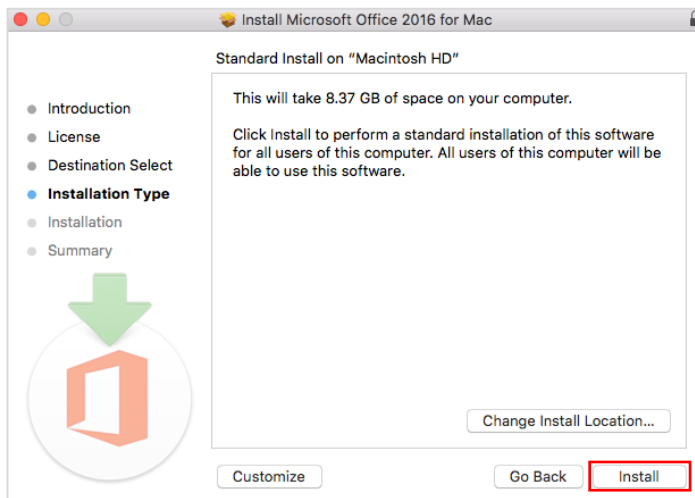 Install Microsoft Office 2016 for Mac
Standard Install on "Macintosh HD"
Introduction
License
Destination Select
Installation Type
Installation
Summary
This will take 8.37 GB of space on your computer.
Click Install to perform a standard installation of this software
for all users of this computer. All users of this computer will be
able to use this software.
Change Install Location...
Customize
Go Back
Install